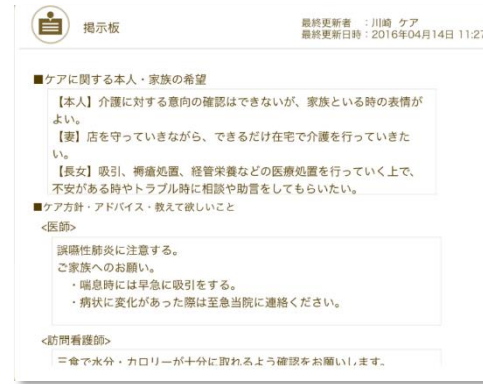 掲示板
最終更新者 :川崎 ケア
最終更新日時:2016年04月14日 11:27
■ケアに関する本人・家族の希望
【本人】介護に対する意向の確認はできないが、家族といる時の表情が
よい。
【妻】店を守っていきながら、できるだけ在宅で介護を行っていきた
い。
【長女】吸引、褥瘡処置、経管栄養などの医療処置を行っていく上で、
不安がある時やトラブル時に相談や助言をしてもらいたい。
■ケア方針・アドバイス・教えて欲しいこと
<医師>
誤嚥性肺炎に注意する。
ご家族へのお願い。
・喘息時には早急に吸引をする。
・病状に変化があった際は至急当院に連絡ください。
<訪問看護師>
三食で水分・カロリーが十分に取れるよう確認をお願いします。